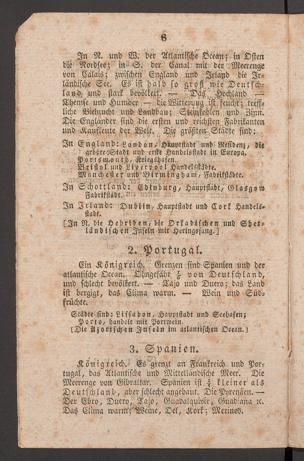 6
In N. und W. der Atlantische Ocean; in Osten
die Nordsee; in S. der Canal mit der Meerenge
von Calais; zwischen England und Irland die Ir-
ländische See. Es ist bald so groß wie Deutsch-
land und stark bevölkert. — Das Hochland —
Themse und Humber — die Witterung ist feucht; treff-
liche Viehzucht und Landbau; Steinkohlen und Zinn.
Die Engländer sind die ersten und reichsten Fabrikanten
und Kaufleute der Welt. Die größten Städte sind:
In England: London, Hauptstadt und Residenz, die
größte Stadt und erste Handelsstadt in Europa.
Portsmouth, Kriegshafen.
Bristol und Liverpool Handelsstädte.
Manchester und Birmingham, Fabrikstädte.
In Schottland: Edinburg, Hauptstadt, Glasgow
Fabrikstadt.
In Irland: Dublin, Hauptstadt und Cork Handels-
stadt.
[In N. die Hebriden, die Orkadischen und Shet-
ländischen Inseln mit Heringsfang.]
2. Portugal.
Ein Königreich. Grenzen sind Spanien und der
atlantische Ocean. Ohngefähr von Deutschland,
und schlecht bevölkert. — Tajo und Duero; das Land
ist bergigt, das Clima warm. — Wein und Süd-
früchte.
Städte sind: Lissabon, Hauptstadt und Seehafen;
Porto, handelt mit Portwein.
(Die Azorischen Inseln im atlantischen Ocean.)
3. Spanien.
Königreich. Es grenzt an Frankreich und Por-
tugal, das Atlantische und Mittelländische Meer. Die
Meerenge von Gibraltar. Spanien ist kleiner als
Deutschland, aber schlecht angebaut. Die Pyrenäen. —
Der Ebro, Duero, Tajo, Guadalquivir, Guadiana ꝛc.
Das Clima warm; Weine, Oel, Kork; Merinos.